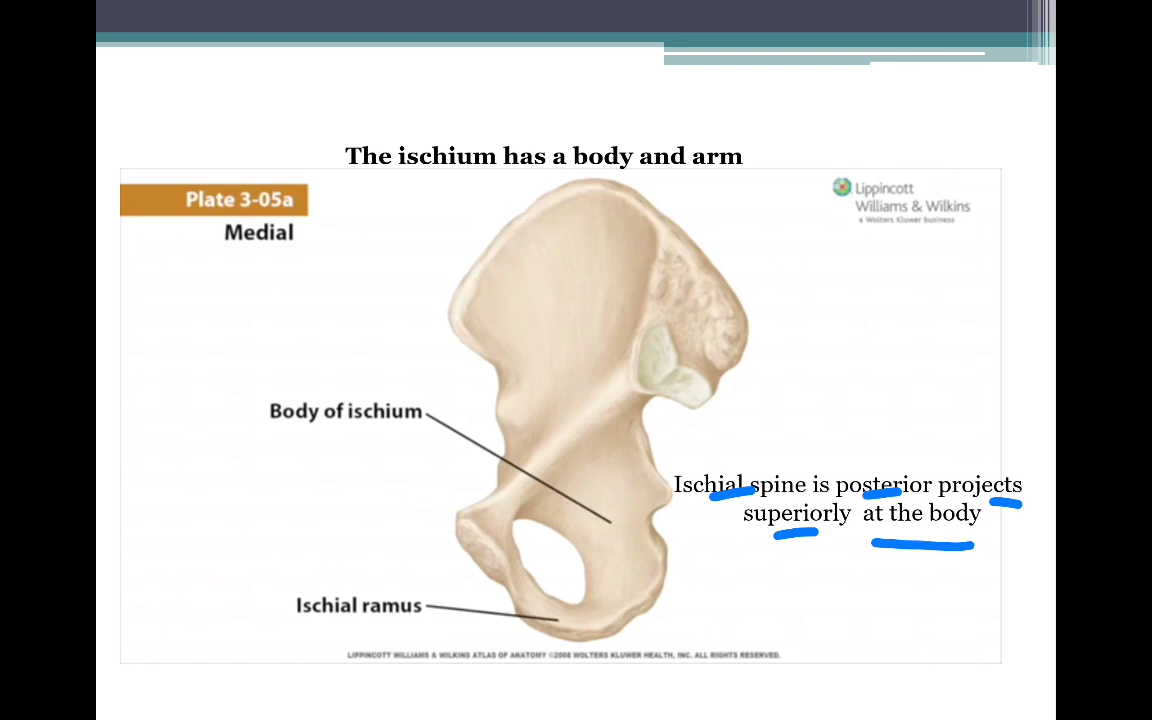 The ischium has a body and arm
Plate 3-05a
Medial
Lippincott
Williams & Wilkins
a Wolters Kluwer business
Body of ischium
Ischial spine is posterior projects
superiorly at the body
Ischial ramus
LIPPINCOTT WILLIAMS & WILKINS ATLAS OF ANATOMY ©2008 WOLTERS KLUWER HEALTH, INC. ALL RIGHTS RESERVED.